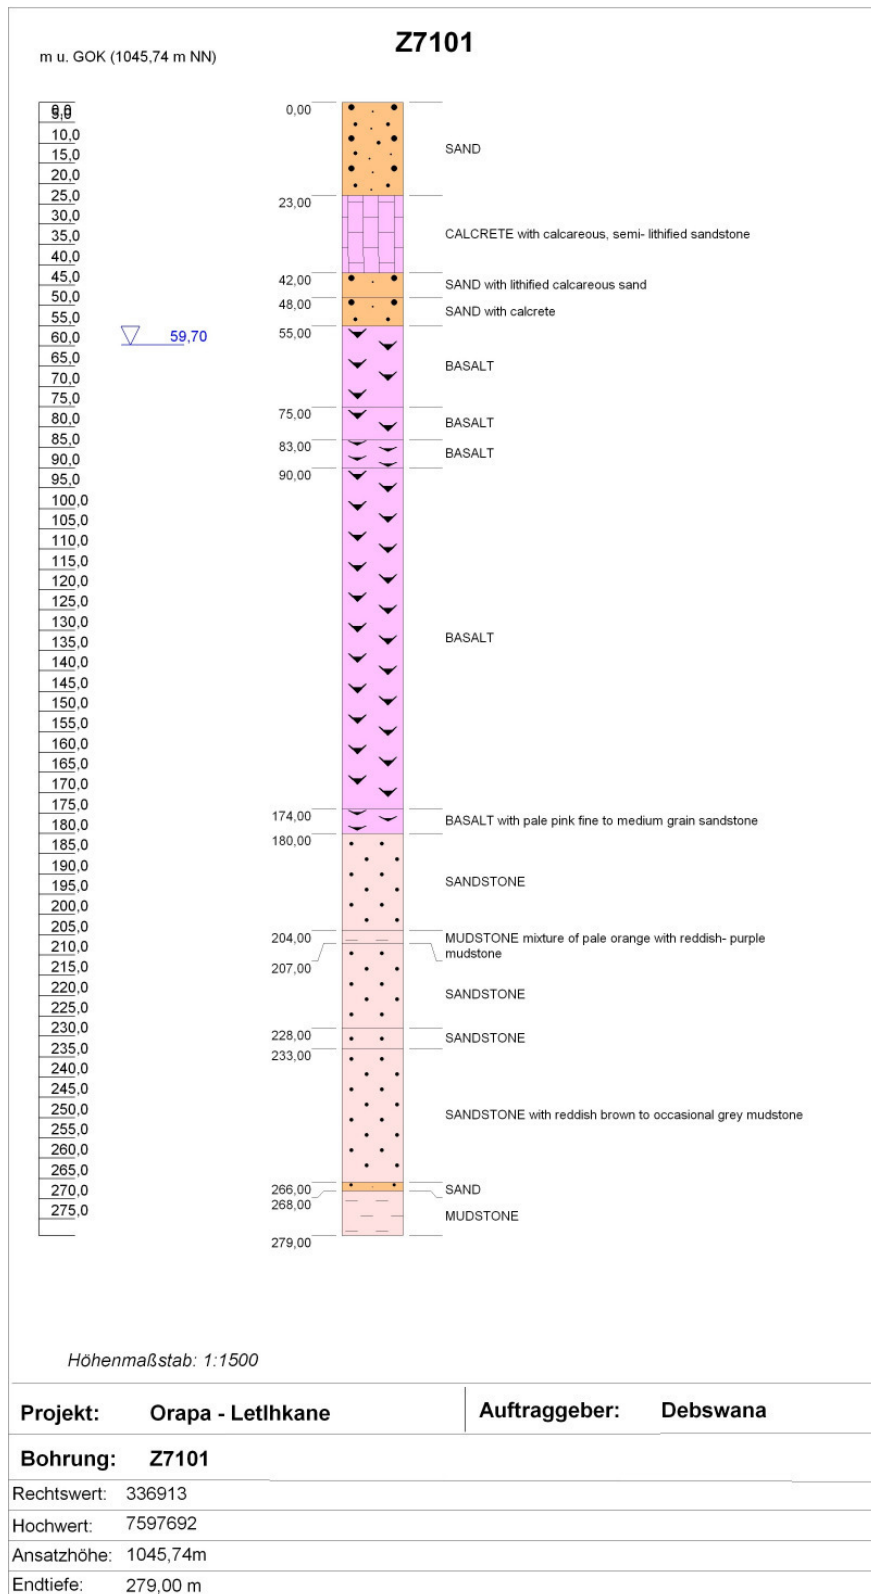 Z7101
m u. GOK (1045,74 m NN)
0,0
5,0
10,0
15,0
20,0
25,0
30,0
35,0
40,0
45,0
50,0
55,0
60,0
65,0
70,0
75,0
80,0
85,0
90,0
95,0
100,0
105,0
110,0
115,0
120,0
125,0
130,0
135,0
140,0
145,0
150,0
155,0
160,0
165,0
170,0
175,0
180,0
185,0
190,0
195,0
200,0
205,0
210,0
215,0
220,0
225,0
230,0
235,0
240,0
245,0
250,0
255,0
260,0
265,0
270,0
275,0
59,70
0,00
SAND
23,00
CALCRETE with calcareous, semi- lithified sandstone
42,00
SAND with lithified calcareous sand
48,00
SAND with calcrete
55,00
BASALT
75,00
BASALT
83,00
BASALT
90,00
BASALT
174,00
BASALT with pale pink fine to medium grain sandstone
180,00
SANDSTONE
204,00
MUDSTONE mixture of pale orange with reddish- purple
mudstone
207,00
SANDSTONE
228,00
SANDSTONE
233,00
SANDSTONE with reddish brown to occasional grey mudstone
266,00
SAND
268,00
MUDSTONE
279,00
Höhenmaßstab: 1:1500
Projekt: Orapa - Letlhkane
Auftraggeber: Debswana
Bohrung: Z7101
Rechtswert: 336913
Hochwert: 7597692
Ansatzhöhe: 1045,74m
Endtiefe: 279,00 m